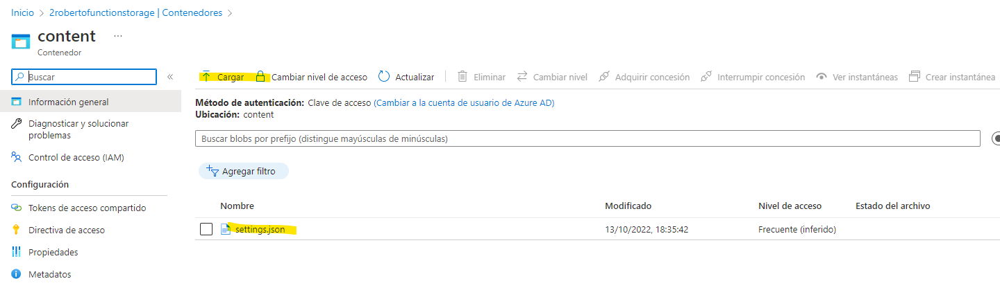 Inicio > 2robertofunctionstorage | Contenedores >
content ...
Contenedor
Buscar «
Cargar Cambiar nivel de acceso Actualizar Eliminar Cambiar nivel Adquirir concesión Interrumpir concesión Ver instantáneas Crear instantánea
Información general
Diagnosticar y solucionar
problemas
Control de acceso (IAM)
Configuración
Tokens de acceso compartido
Directiva de acceso
Propiedades
Metadatos
Método de autenticación: Clave de acceso (Cambiar a la cuenta de usuario de Azure AD)
Ubicación: content
Buscar blobs por prefijo (distingue mayúsculas de minúsculas)
Agregar filtro
Nombre Modificado Nivel de acceso Estado del archivo
settings.json 13/10/2022, 18:35:42 Frecuente (inferido)